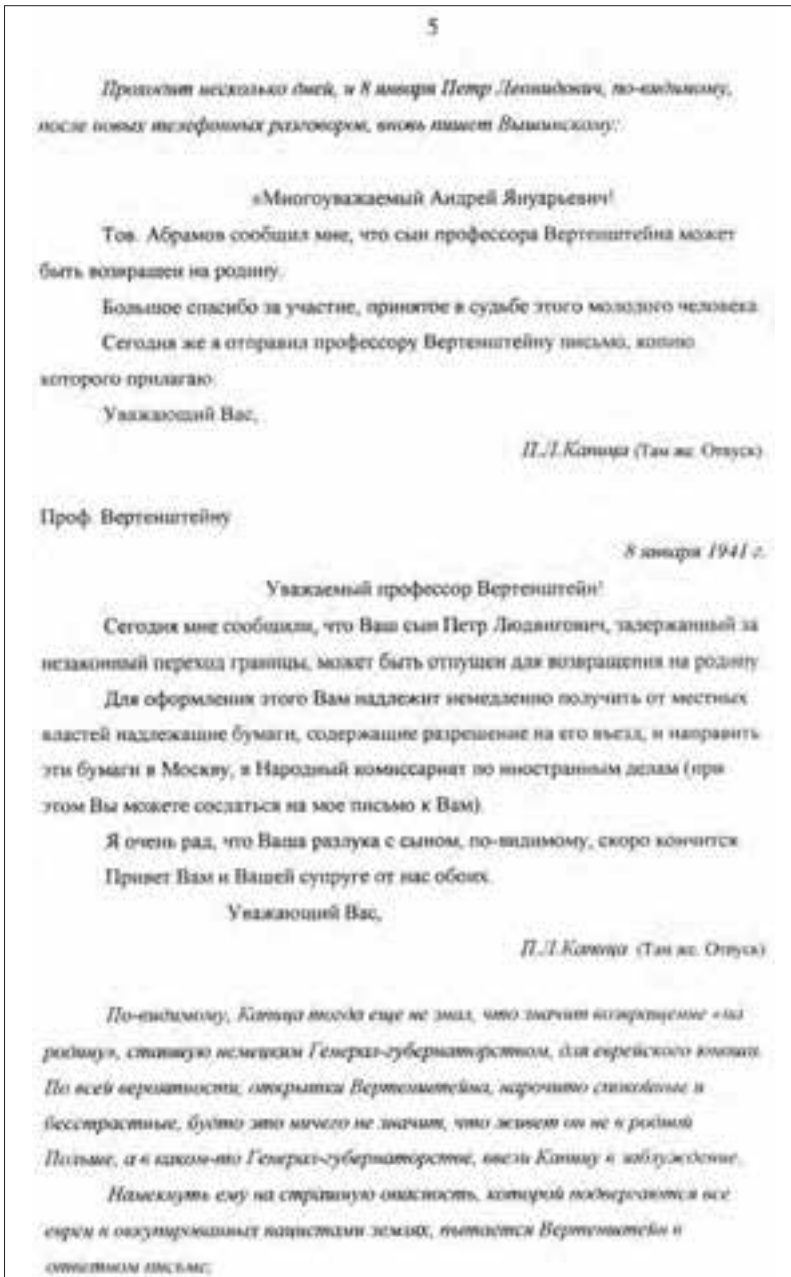 5
Проходит несколько дней, и 8 января Петр Леонидович, по-видимому,
после новых телефонных разговоров, вновь пишет Вышинскому:
«Многоуважаемый Андрей Януарьевич!
Тов. Абрамов сообщил мне, что сын профессора Вертенштейна может
быть возвращен на родину.
Большое спасибо за участие, принятое в судьбе этого молодого человека.
Сегодня же я отправил профессору Вертенштейну письмо, копию
которого прилагаю.
Уважающий Вас,
П.Л.Капица (Там же. Отпуск)
Проф. Вертенштейну
8 января 1941 г.
Уважаемый профессор Вертенштейн!
Сегодня мне сообщили, что Ваш сын Петр Людвигович, задержанный за
незаконный переход границы, может быть отпущен для возвращения на родину.
Для оформления этого Вам надлежит немедленно получить от местных
властей надлежащие бумаги, содержащие разрешение на его въезд, и направить
эти бумаги в Москву, в Народный комиссариат по иностранным делам (при
этом Вы можете сослаться на мое письмо к Вам).
Я очень рад, что Ваша разлука с сыном, по-видимому, скоро кончится.
Привет Вам и Вашей супруге от нас обоих.
Уважающий Вас,
П.Л.Капица (Там же. Отпуск)
По-видимому, Капица тогда еще не знал, что значит возвращение «на
родину», ставшую немецким Генерал-губернаторством, для еврейского юноши.
По всей вероятности, открытки Вертенштейна, нарочито спокойные и
бесстрастные, будто это ничего не значит, что живет он не в родной
Польше, а в каком-то Генерал-губернаторстве, ввели Капицу в заблуждение.
Намекнуть ему на страшную опасность, которой подвергаются все
евреи в оккупированных нацистами землях, пытается Вертенштейн в
ответном письме: